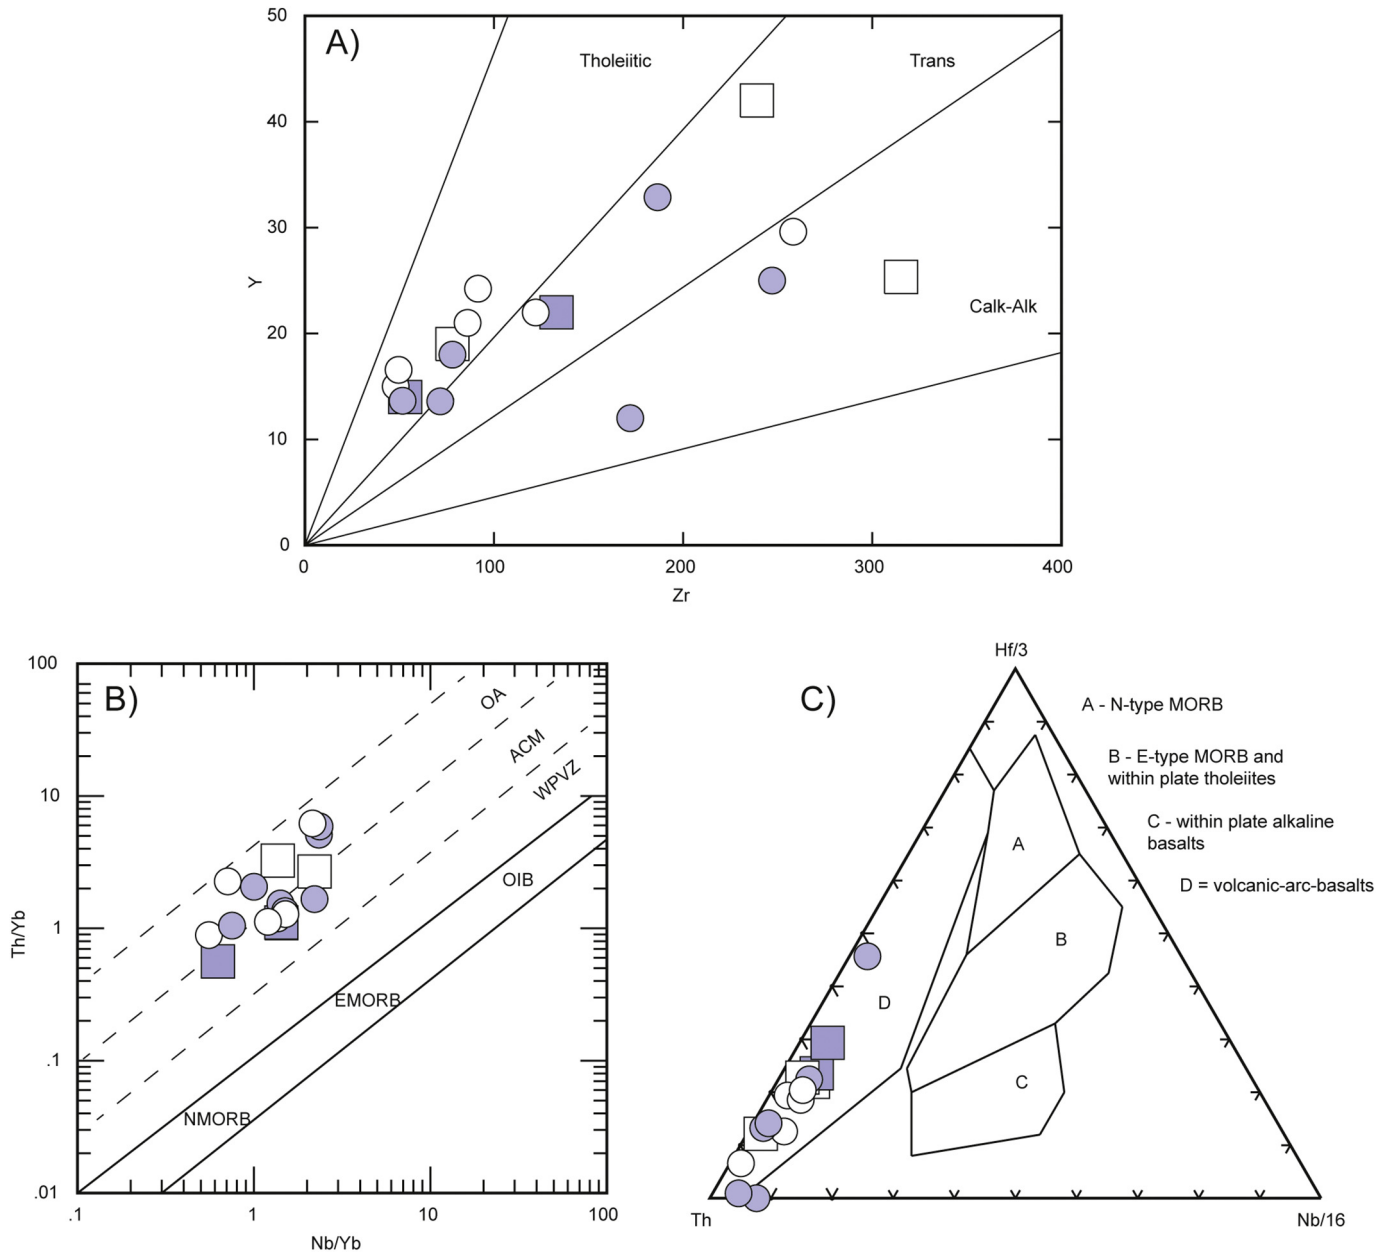 50
A)
Tholeiitic
Trans
40
30
Y
Calk-Alk
20
10
0
0
100
200
300
400
Zr
100
B)
OA
ACM
WPVZ
10
OIB
Th/Yb
1
EMORB
.1
NMORB
.01
.1
1
10
100
Nb/Yb
Hf/3
C)
A - N-type MORB
B - E-type MORB and
within plate tholeiites
C - within plate alkaline
basalts
D = volcanic-arc-basalts
A
B
D
C
Th
Nb/16